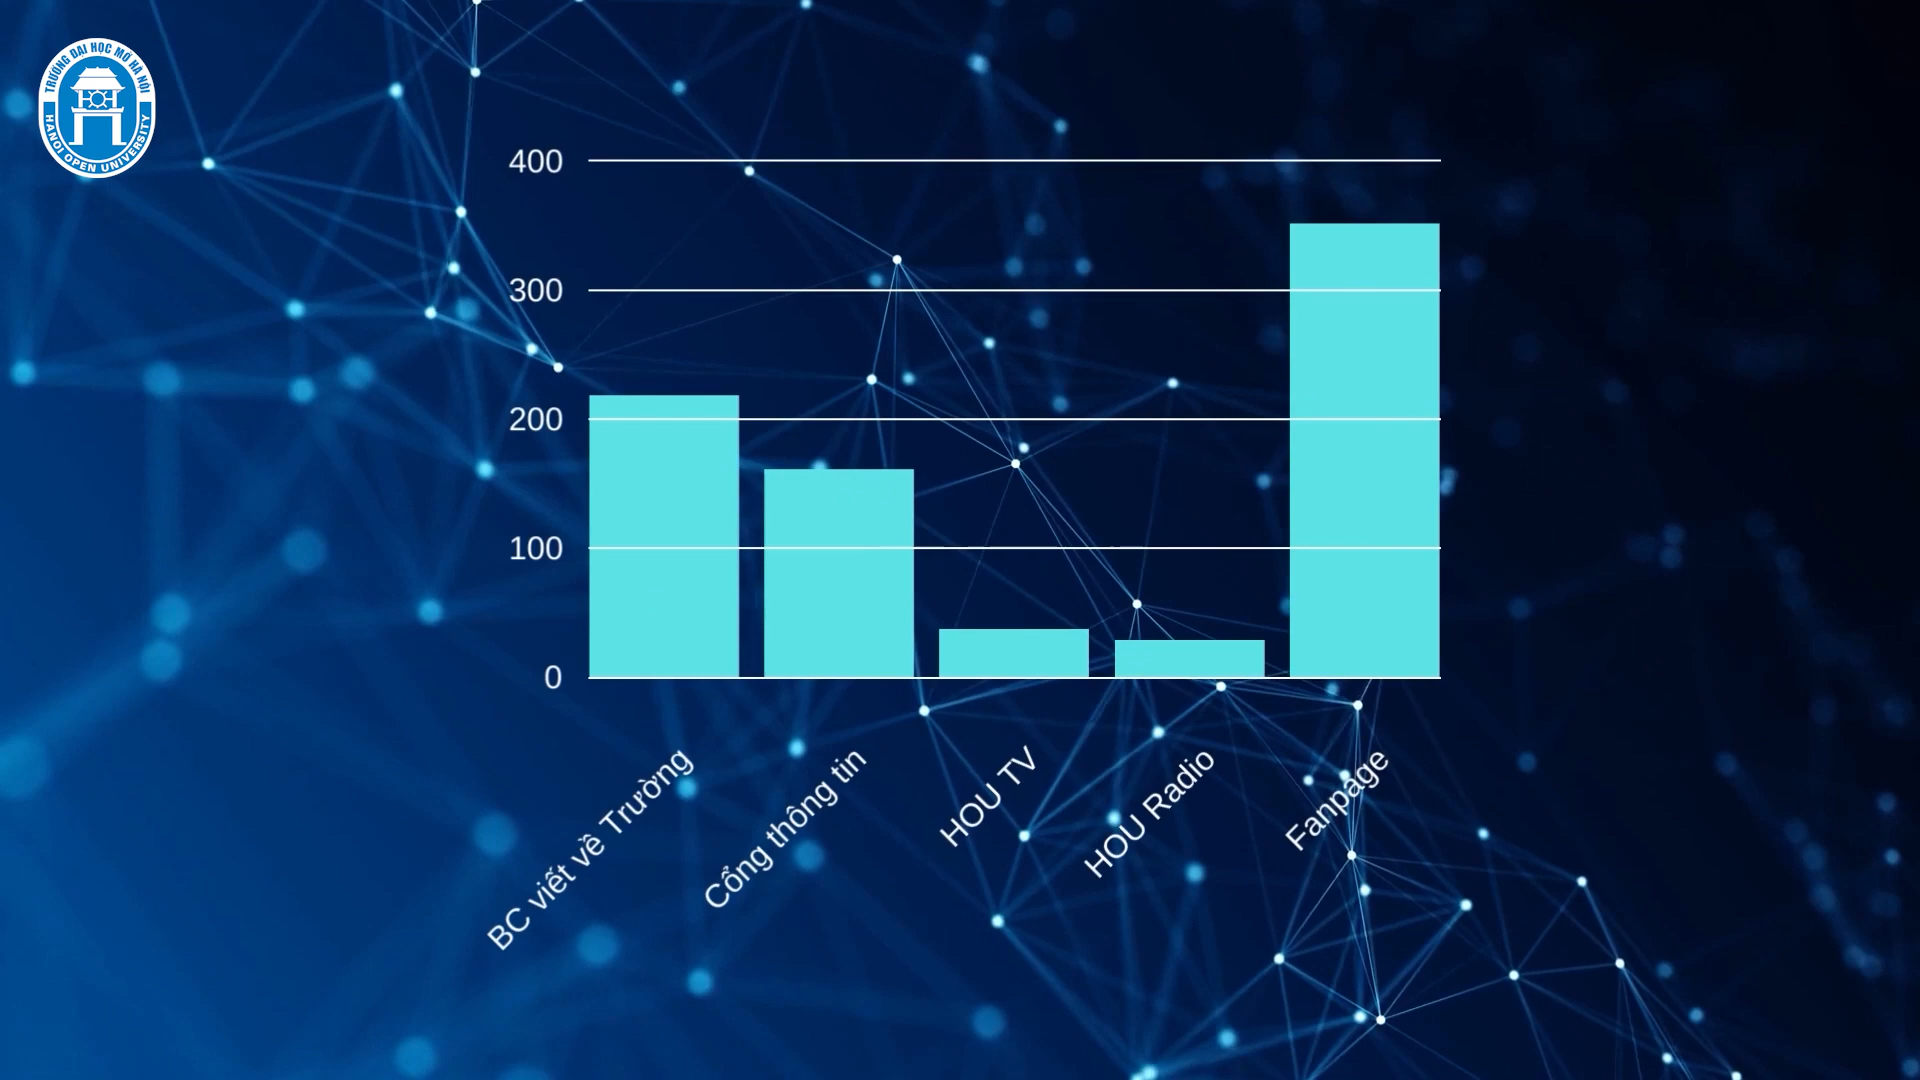 TRƯỜNG ĐẠI HỌC MỞ HÀ NỘI
HANOI OPEN UNIVERSITY
400
300
200
100
0
BC viết về Trường
Cổng thông tin
HOU TV
HOU Radio
Fanpage